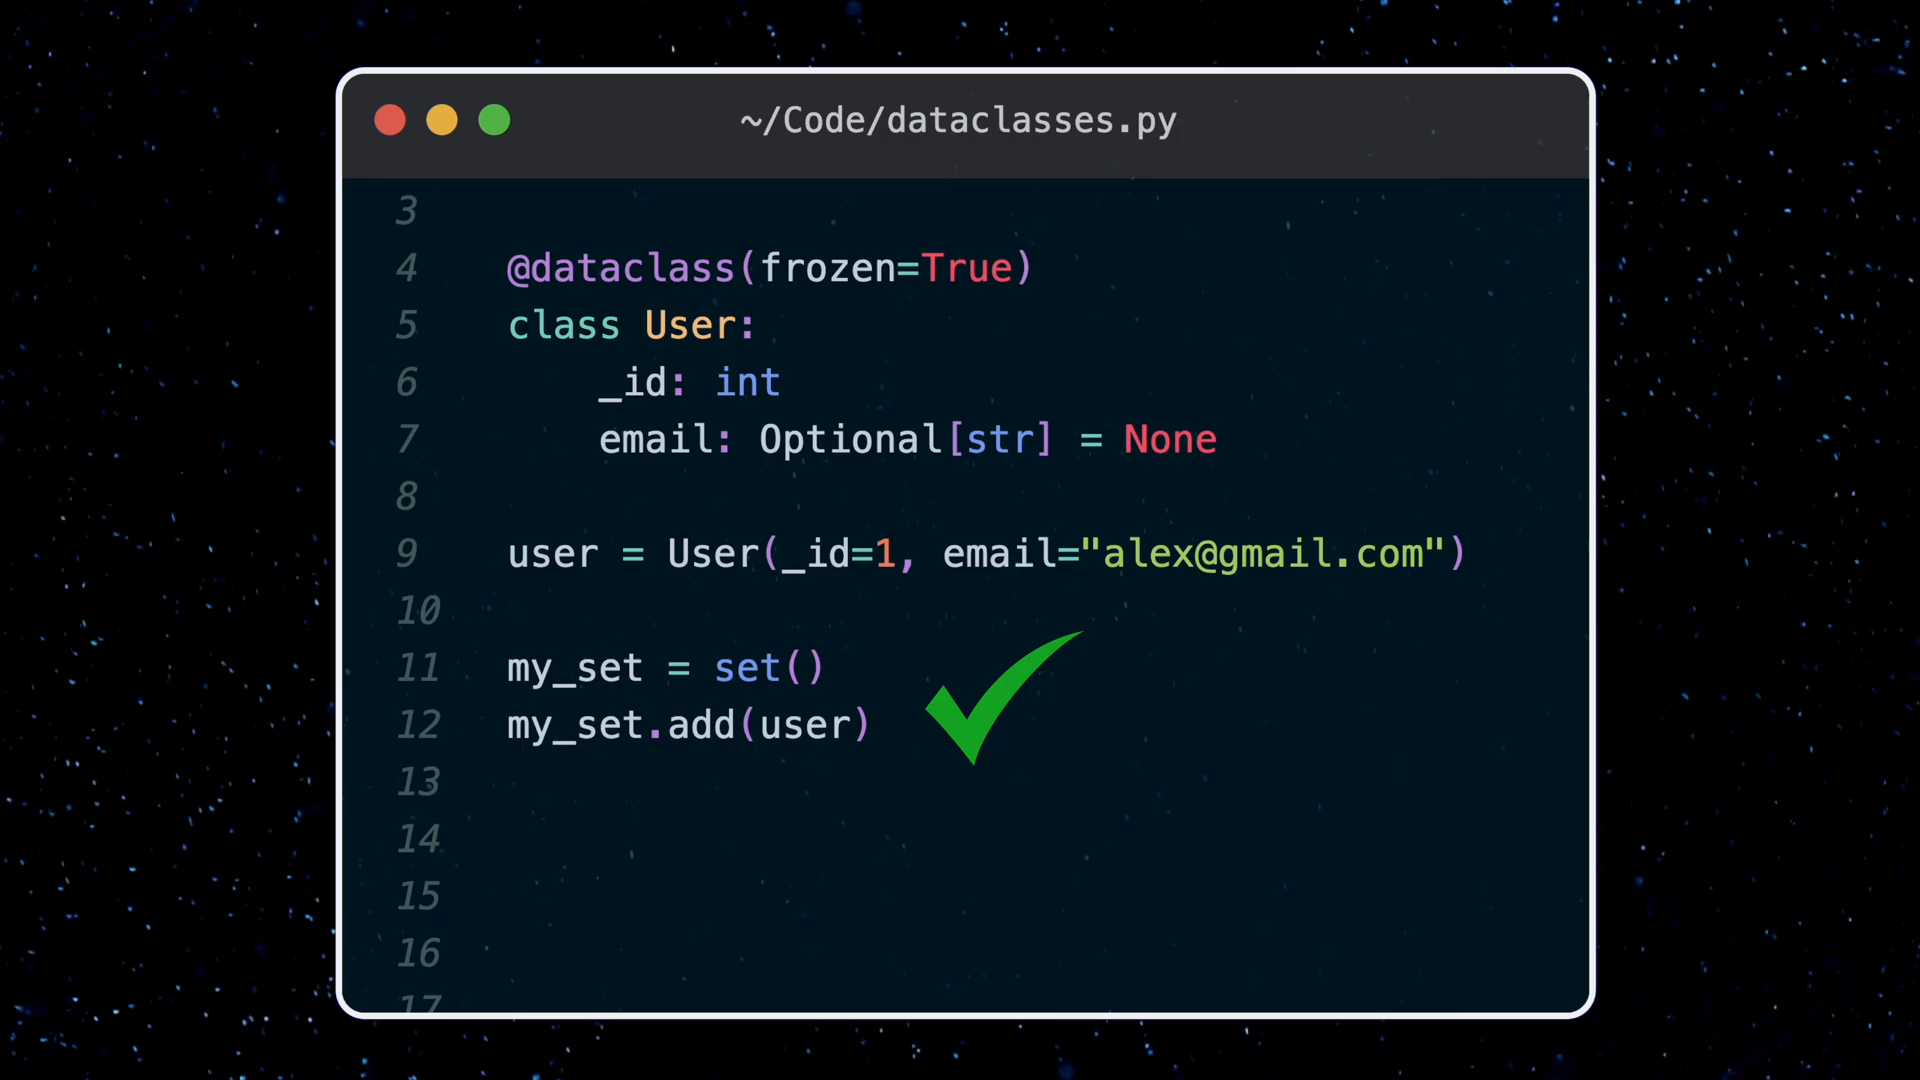 ~/Code/dataclasses.py
3
4 @dataclass(frozen=True)
5 class User:
6 _id: int
7 email: Optional[str] = None
8
9 user = User(_id=1, email="alex@gmail.com")
10
11 my_set = set()
12 my_set.add(user)
13
14
15
16
17